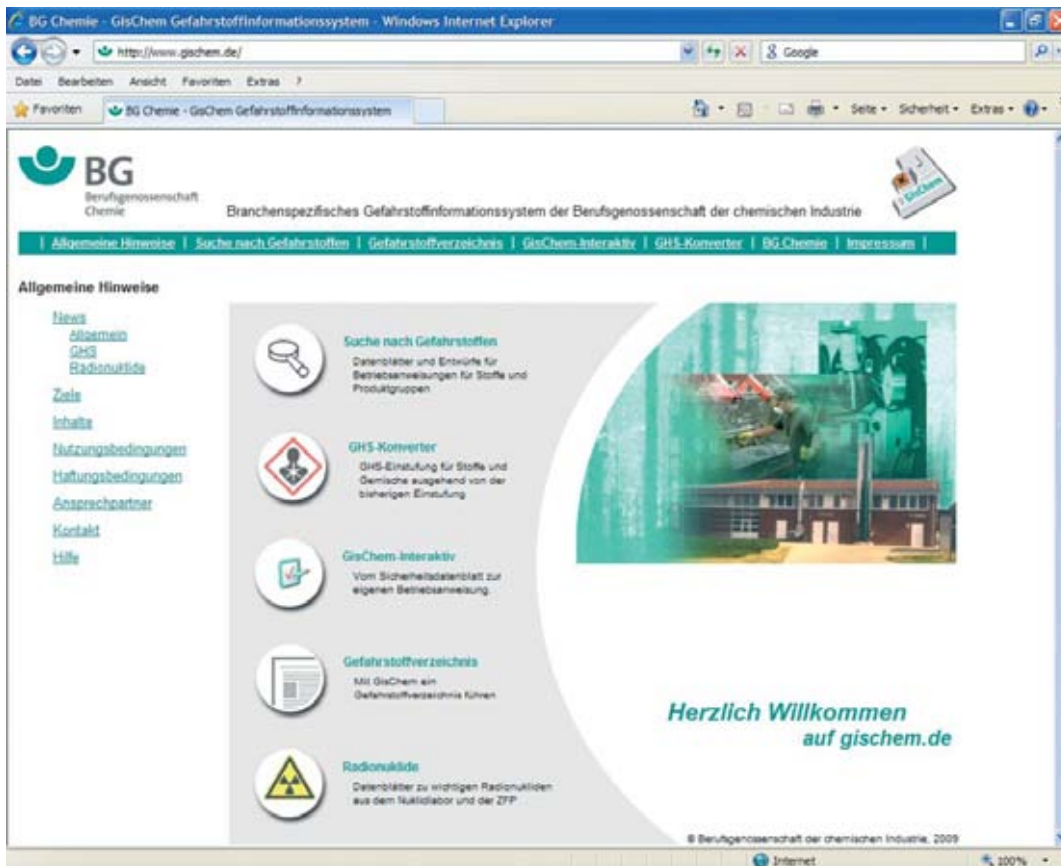 BG Chemie - GisChem Gefahrstoffinformationssystem - Windows Internet Explorer
http://www.gischem.de/
Google
Datei Bearbeiten Ansicht Favoriten Extras ?
Favoriten
BG Chemie - GisChem Gefahrstoffinformationssystem
Seite
Sicherheit
Extras
BG
Berufsgenossenschaft
Chemie
Branchenspezifisches Gefahrstoffinformationssystem der Berufsgenossenschaft der chemischen Industrie
GisChem
| Allgemeine Hinweise | Suche nach Gefahrstoffen | Gefahrstoffverzeichnis | GisChem-Interaktiv | GHS-Konverter | BG Chemie | Impressum |
Allgemeine Hinweise
News
Allgemein
GHS
Radionuklide
Ziele
Inhalte
Nutzungsbedingungen
Haftungsbedingungen
Ansprechpartner
Kontakt
Hilfe
Suche nach Gefahrstoffen
Datenblätter und Entwürfe für
Betriebsanweisungen für Stoffe und
Produktgruppen
GHS-Konverter
GHS-Einstufung für Stoffe und
Gemische ausgehend von der
bisherigen Einstufung
GisChem-Interaktiv
Vom Sicherheitsdatenblatt zur
eigenen Betriebsanweisung.
Gefahrstoffverzeichnis
Mit GisChem ein
Gefahrstoffverzeichnis führen
Radionuklide
Datenblätter zu wichtigen Radionukliden
aus dem Nuklidlabor und der ZFP
Herzlich Willkommen
auf gischem.de
© Berufsgenossenschaft der chemischen Industrie, 2009
Internet
100%